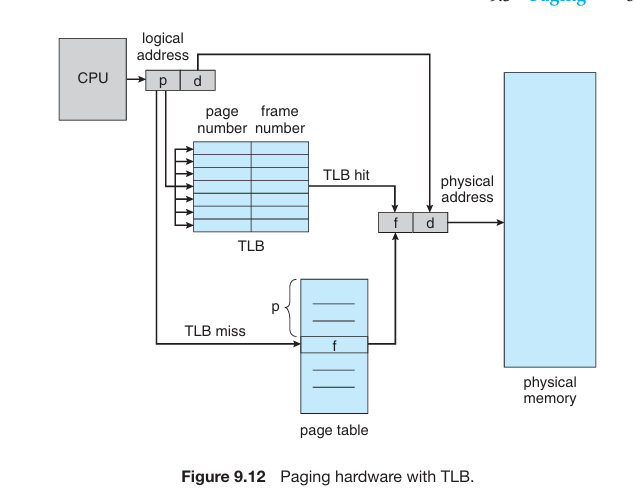 Paging
logical
address
CPU
p d
page
number
frame
number
TLB hit
TLB
physical
address
f d
p
TLB miss
f
page table
physical
memory
Figure 9.12 Paging hardware with TLB.